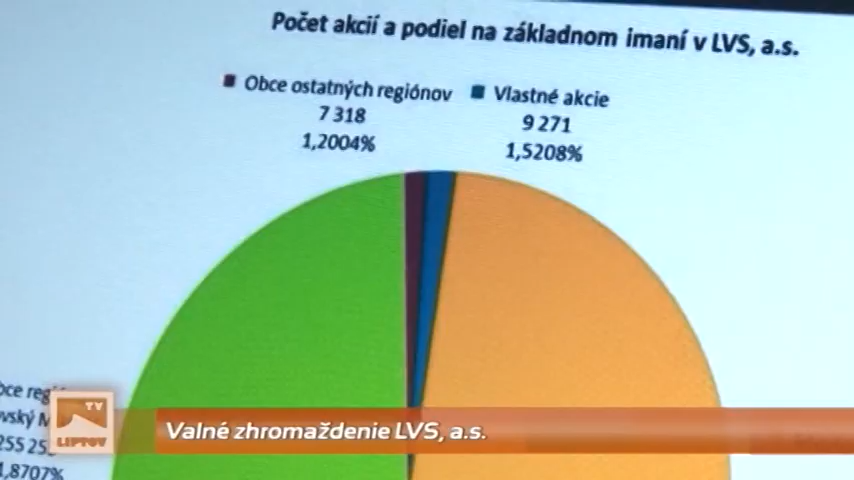 Počet akcií a podiel na základnom imaní v LVS, a.s.
Obce ostatných regiónov
7 318
1,2004%
Vlastné akcie
9 271
1,5208%
TV
LIPTOV
Valné zhromaždenie LVS, a.s.